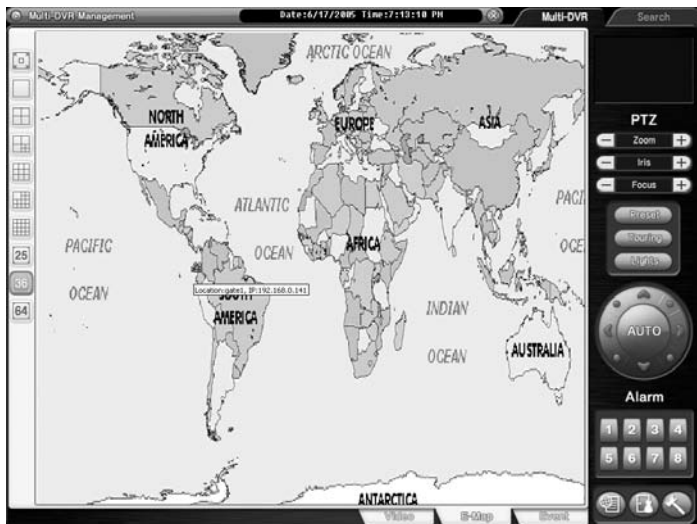 Multi-DVR Management
Date:6/17/2005 Time:7:13:10 PM
Multi-DVR
Search
ARCTIC OCEAN
NORTH
AMERICA
EUROPE
ASIA
ATLANTIC
OCEAN
AFRICA
PACIFIC
OCEAN
PACI
OCE
Location:gate1, IP:192.168.0.141
SOUTH
AMERICA
INDIAN
OCEAN
AUSTRALIA
ANTARCTICA
25
36
64
PTZ
Zoom
Iris
Focus
Preset
Touring
Lights
AUTO
Alarm
1 2 3 4
5 6 7 8
Video
E-Map
Event